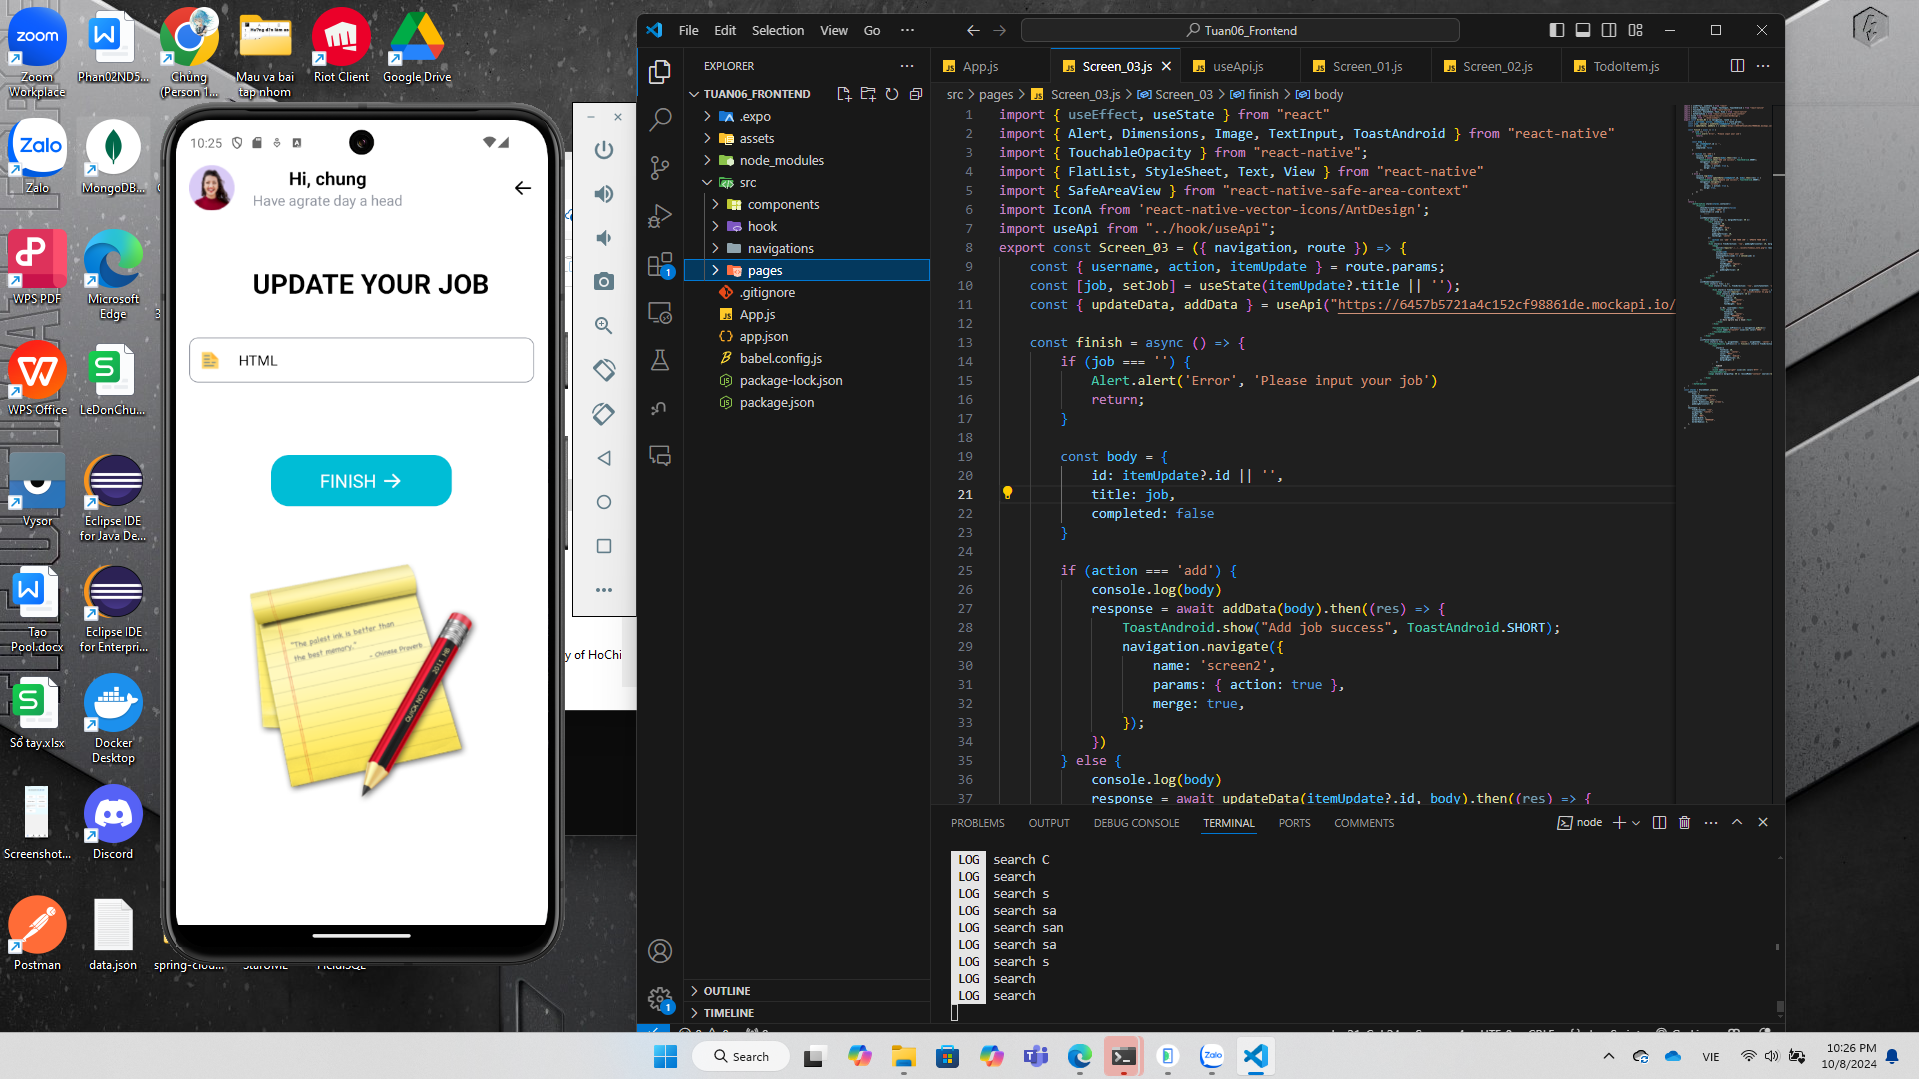 Zoom Workplace
Phan02ND5...
Chủng (Person 1...
Mau va bai tap nhom
Riot Client
Google Drive
Zalo
MongoDB...
WPS PDF
Microsoft Edge
WPS Office
LeDonChu...
Vysor
Eclipse IDE for Java De...
Tạo Pool.docx
Eclipse IDE for Enterpri...
Sổ tay.xlsx
Docker Desktop
Screenshot...
Discord
Postman
data.json
spring-clou...
StarUML
HeidiSQL
10:25
Hi, chung
Have agrate day a head
UPDATE YOUR JOB
HTML
FINISH
"The palest ink is better than
the best memory."
- Chinese Proverb
QUICK NOTE 2011 HB
y of HoChi
File Edit Selection View Go ···
Tuan06_Frontend
EXPLORER
TUAN06_FRONTEND
.expo
assets
node_modules
src
components
hook
navigations
pages
.gitignore
App.js
app.json
babel.config.js
package-lock.json
package.json
OUTLINE
TIMELINE
App.js
Screen_03.js
useApi.js
Screen_01.js
Screen_02.js
TodoItem.js
src > pages > Screen_03.js > Screen_03 > finish > body
1 import { useEffect, useState } from "react"
2 import { Alert, Dimensions, Image, TextInput, ToastAndroid } from "react-native"
3 import { TouchableOpacity } from "react-native";
4 import { FlatList, StyleSheet, Text, View } from "react-native"
5 import { SafeAreaView } from "react-native-safe-area-context"
6 import IconA from 'react-native-vector-icons/AntDesign';
7 import useApi from "../hook/useApi";
8 export const Screen_03 = ({ navigation, route }) => {
9 const { username, action, itemUpdate } = route.params;
10 const [job, setJob] = useState(itemUpdate?.title || '');
11 const { updateData, addData } = useApi("https://6457b5721a4c152cf98861de.mockapi.io/
12
13 const finish = async () => {
14 if (job === '') {
15 Alert.alert('Error', 'Please input your job')
16 return;
17 }
18
19 const body = {
20 id: itemUpdate?.id || '',
21 title: job,
22 completed: false
23 }
24
25 if (action === 'add') {
26 console.log(body)
27 response = await addData(body).then((res) => {
28 ToastAndroid.show("Add job success", ToastAndroid.SHORT);
29 navigation.navigate({
30 name: 'screen2',
31 params: { action: true },
32 merge: true,
33 });
34 })
35 } else {
36 console.log(body)
37 response = await updateData(itemUpdate?.id, body).then((res) => {
PROBLEMS OUTPUT DEBUG CONSOLE TERMINAL PORTS COMMENTS
node
LOG search C
LOG search
LOG search s
LOG search sa
LOG search san
LOG search sa
LOG search s
LOG search
LOG search
Search
VIE
10:26 PM
10/8/2024